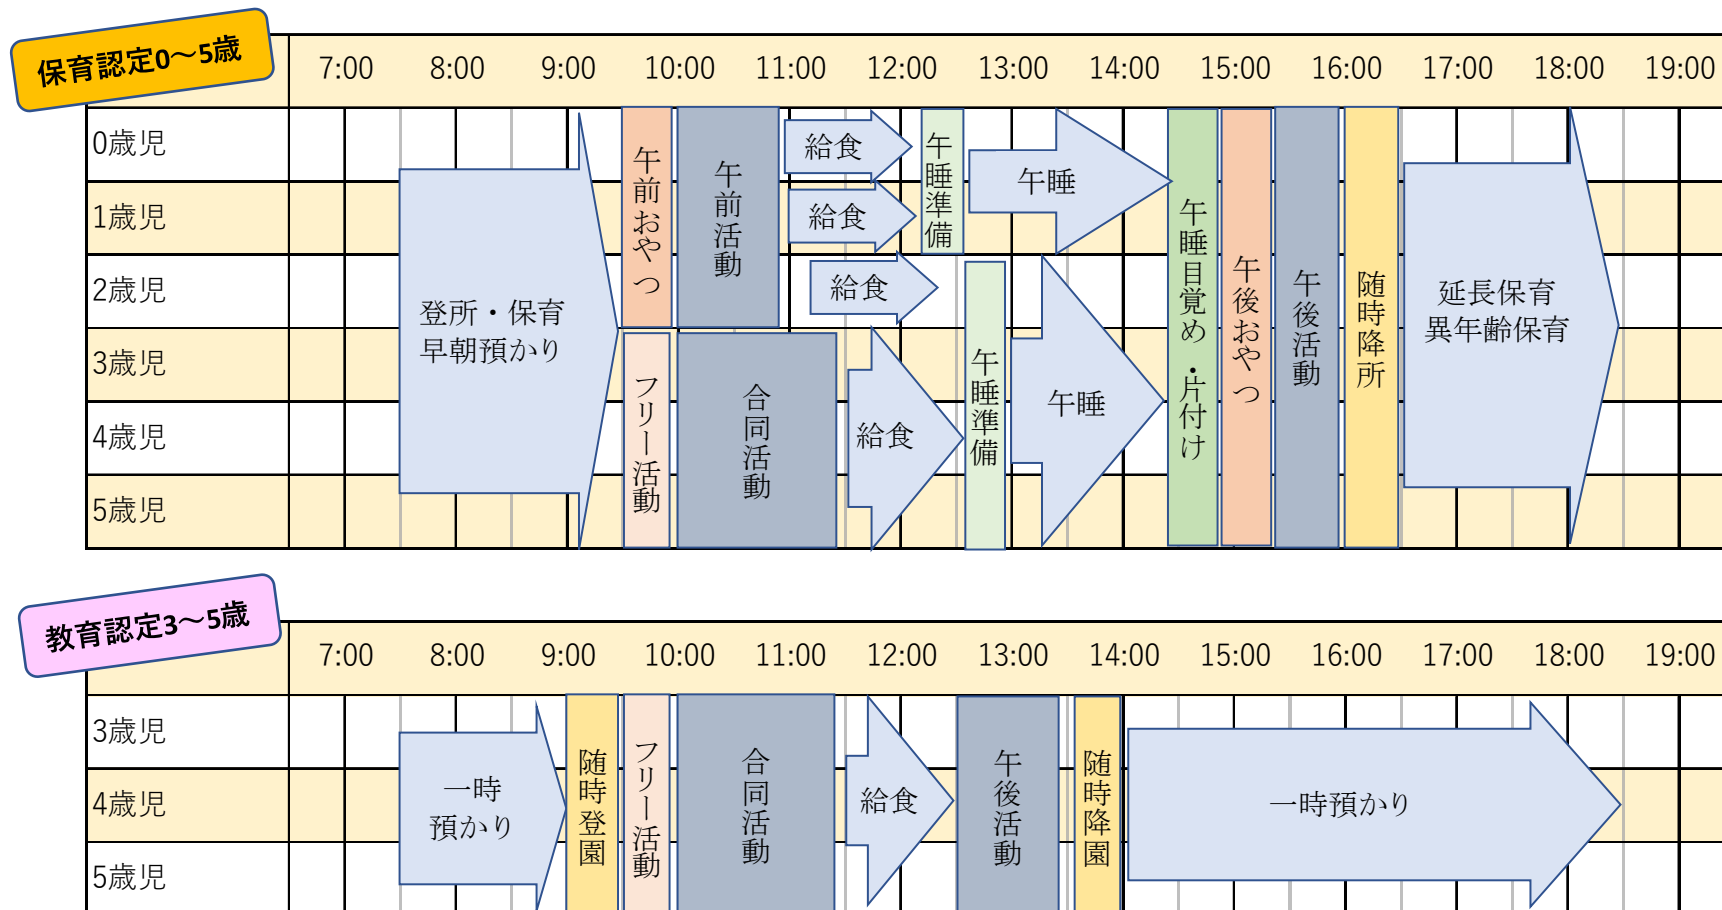 保育認定0～5歳
7:00 8:00 9:00 10:00 11:00 12:00 13:00 14:00 15:00 16:00 17:00 18:00 19:00
0歳児
1歳児
2歳児
3歳児
4歳児
5歳児
登所・保育
早朝預かり
午前おやつ
フリー活動
午前活動
合同活動
給食
給食
給食
給食
午睡準備
午睡準備
午睡
午睡
午睡目覚め・片付け
午後おやつ
午後活動
随時降所
延長保育
異年齢保育
教育認定3～5歳
7:00 8:00 9:00 10:00 11:00 12:00 13:00 14:00 15:00 16:00 17:00 18:00 19:00
3歳児
4歳児
5歳児
一時
預かり
随時登園
フリー活動
合同活動
給食
午後活動
随時降園
一時預かり